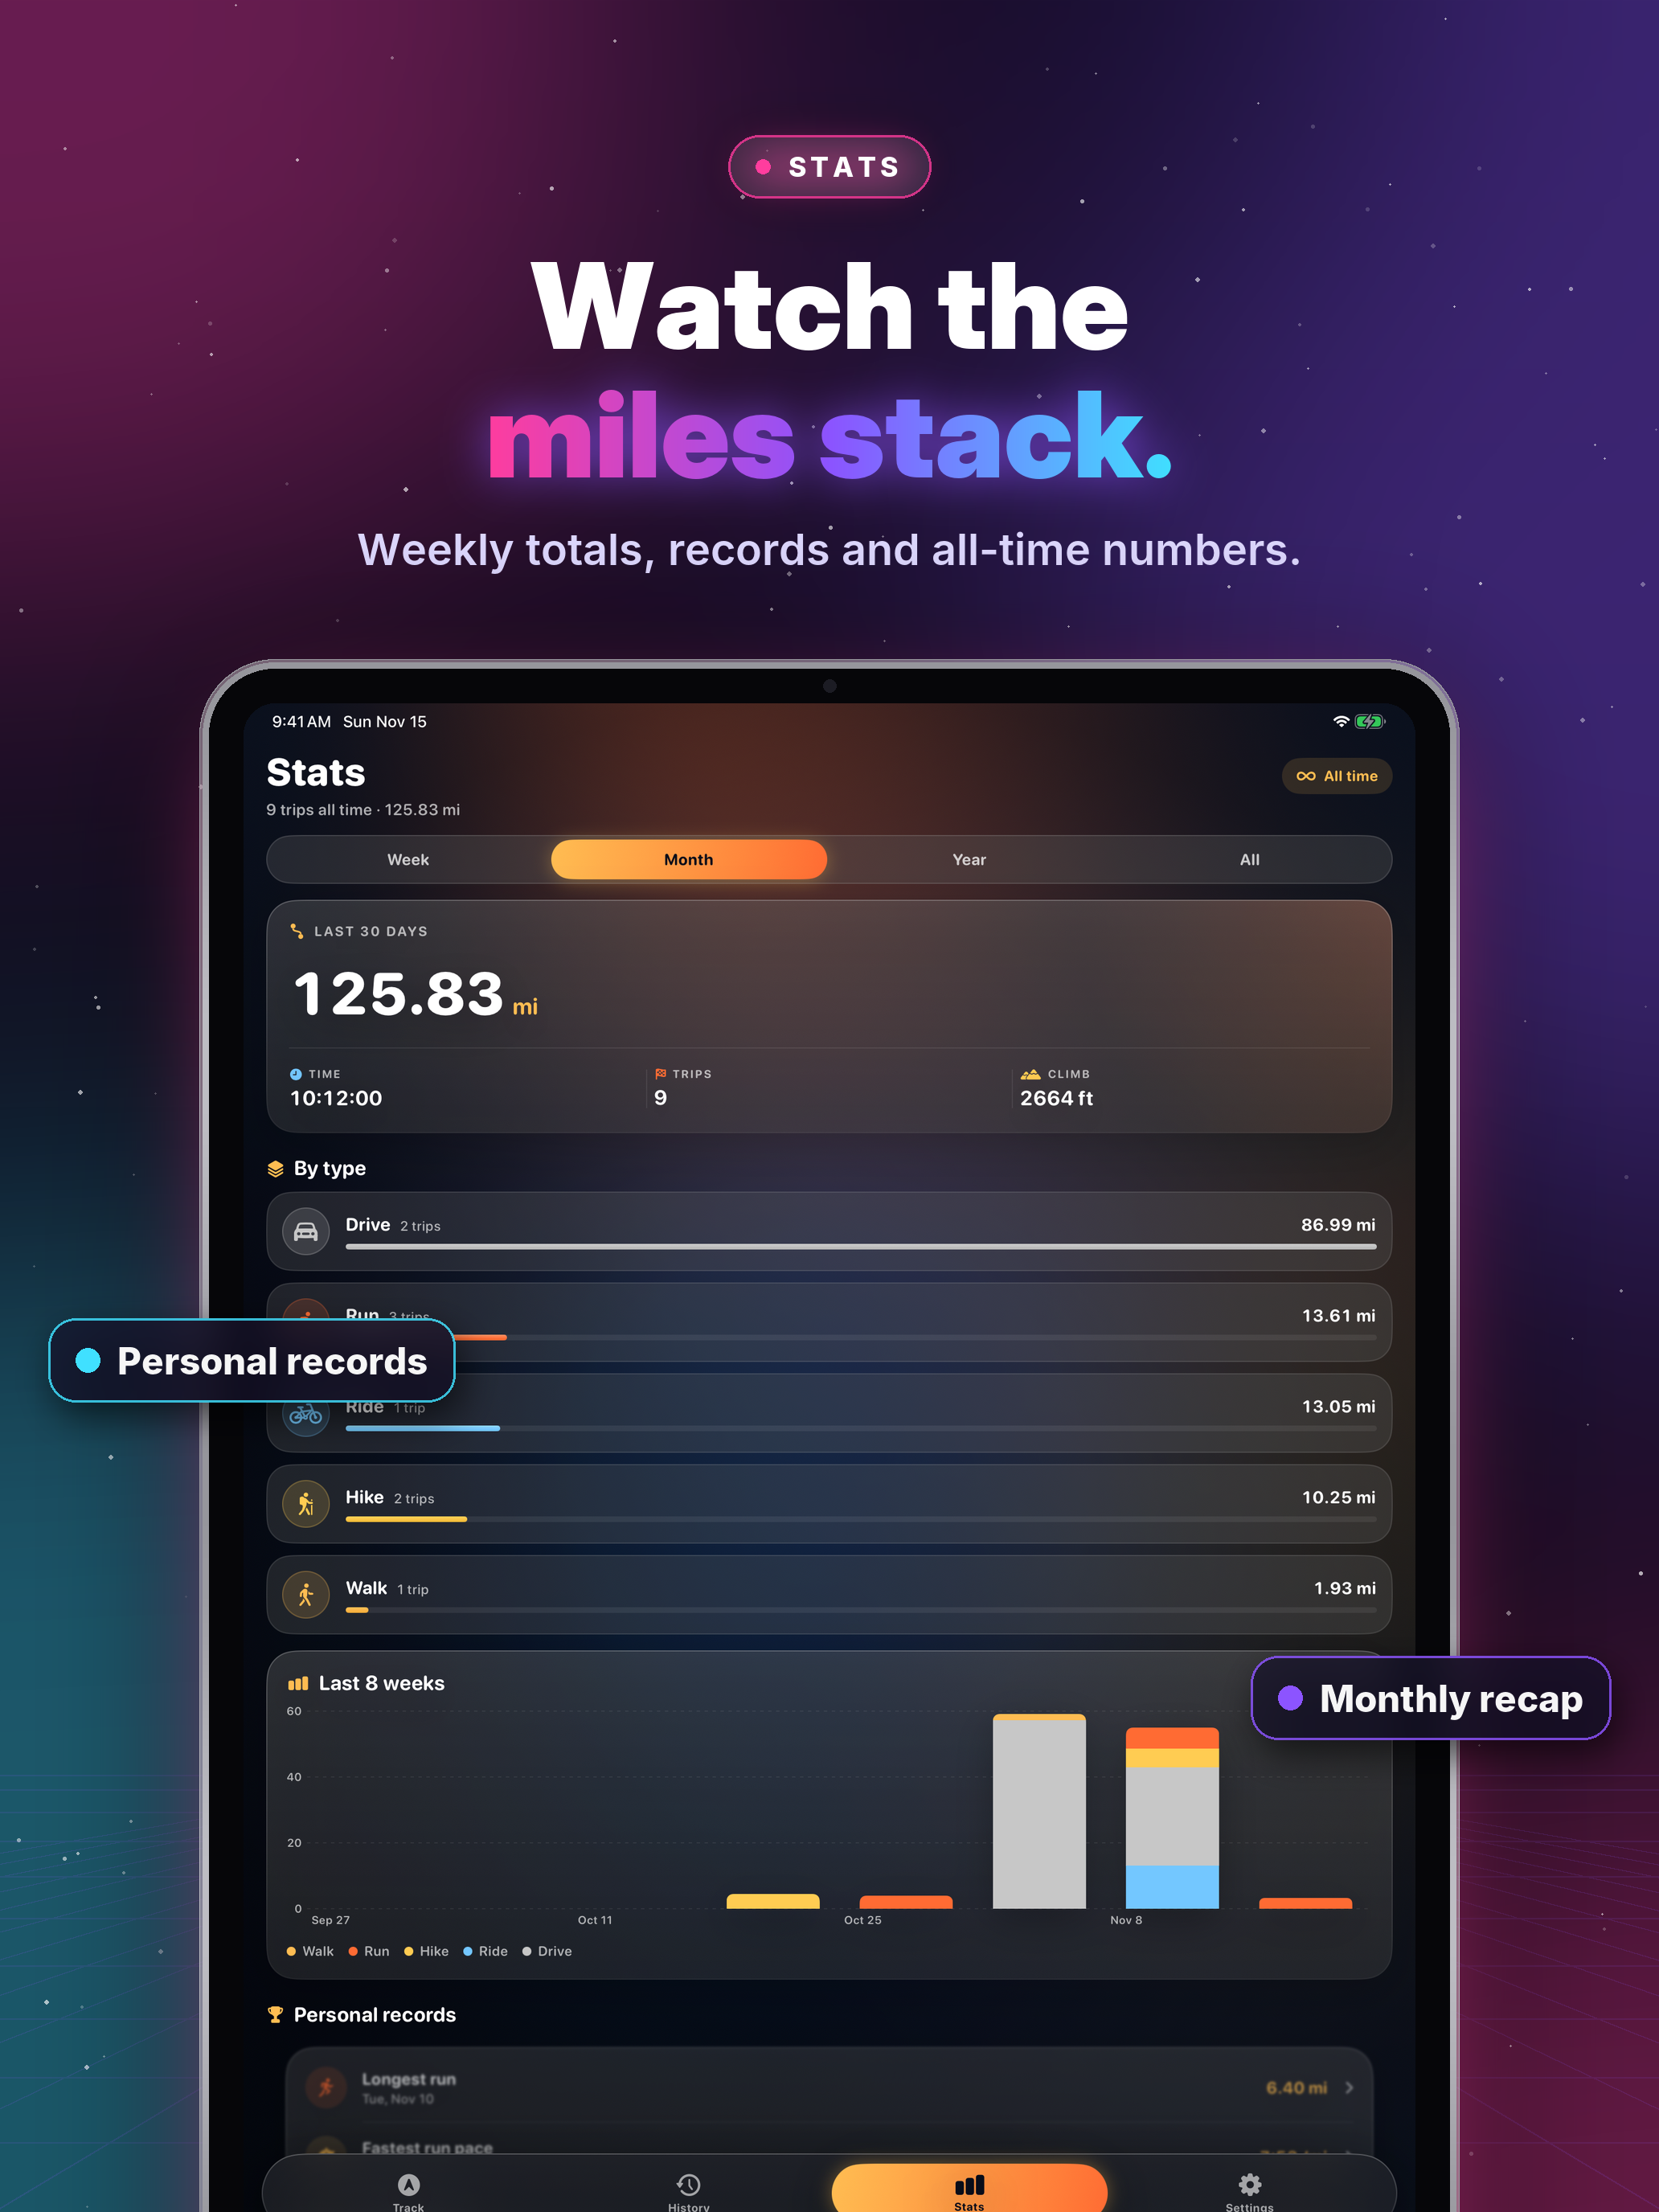 STATS
Watch the
miles stack.
Weekly totals, records and all-time numbers.
9:41 AM Sun Nov 15
Stats
All time
9 trips all time · 125.83 mi
Week Month Year All
LAST 30 DAYS
125.83 mi
TIME TRIPS CLIMB
10:12:00 9 2664 ft
By type
Drive 2 trips 86.99 mi
Run 3 trips 13.61 mi
Personal records
Ride 1 trip 13.05 mi
Hike 2 trips 10.25 mi
Walk 1 trip 1.93 mi
Last 8 weeks
Monthly recap
60
40
20
0
Sep 27 Oct 11 Oct 25 Nov 8
Walk Run Hike Ride Drive
Personal records
Longest run
Tue, Nov 10
6.40 mi
Fastest run pace
Track History Stats Settings